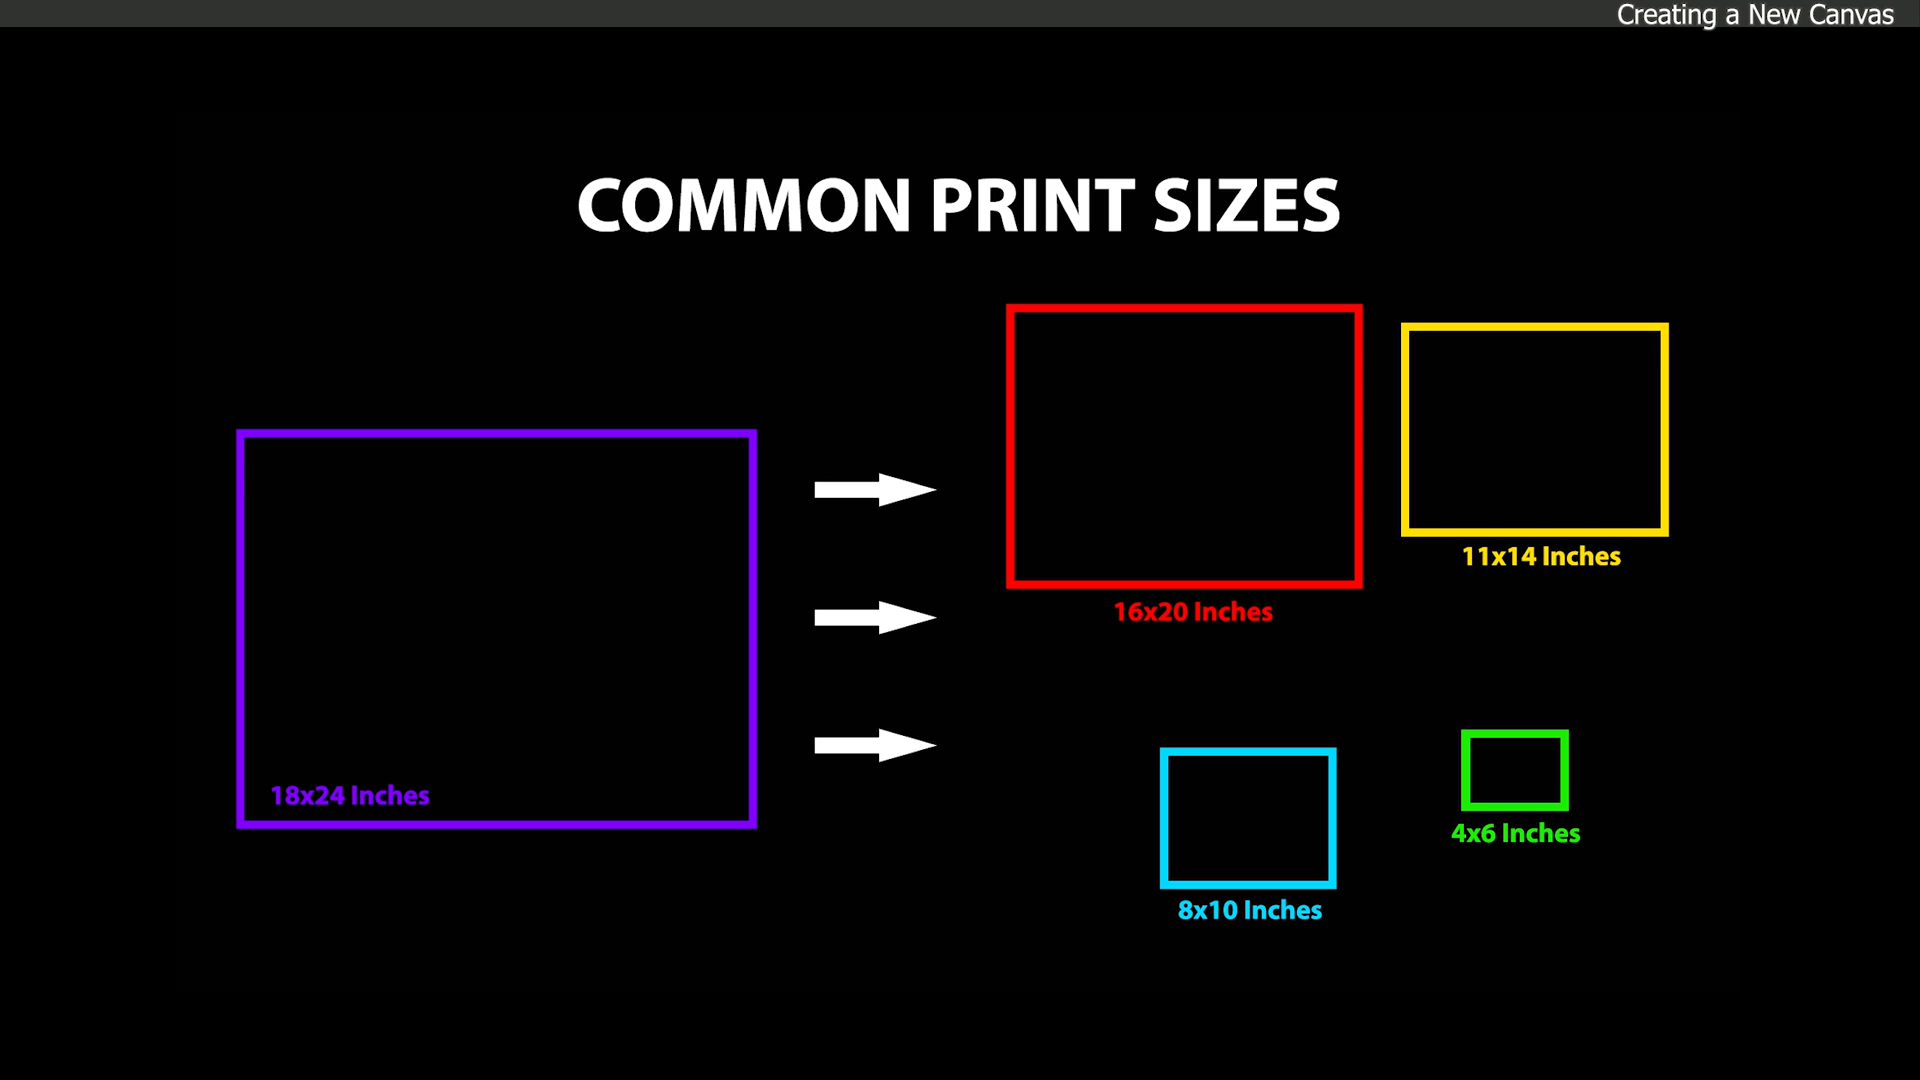 Creating a New Canvas
COMMON PRINT SIZES
18x24 Inches
16x20 Inches
11x14 Inches
8x10 Inches
4x6 Inches